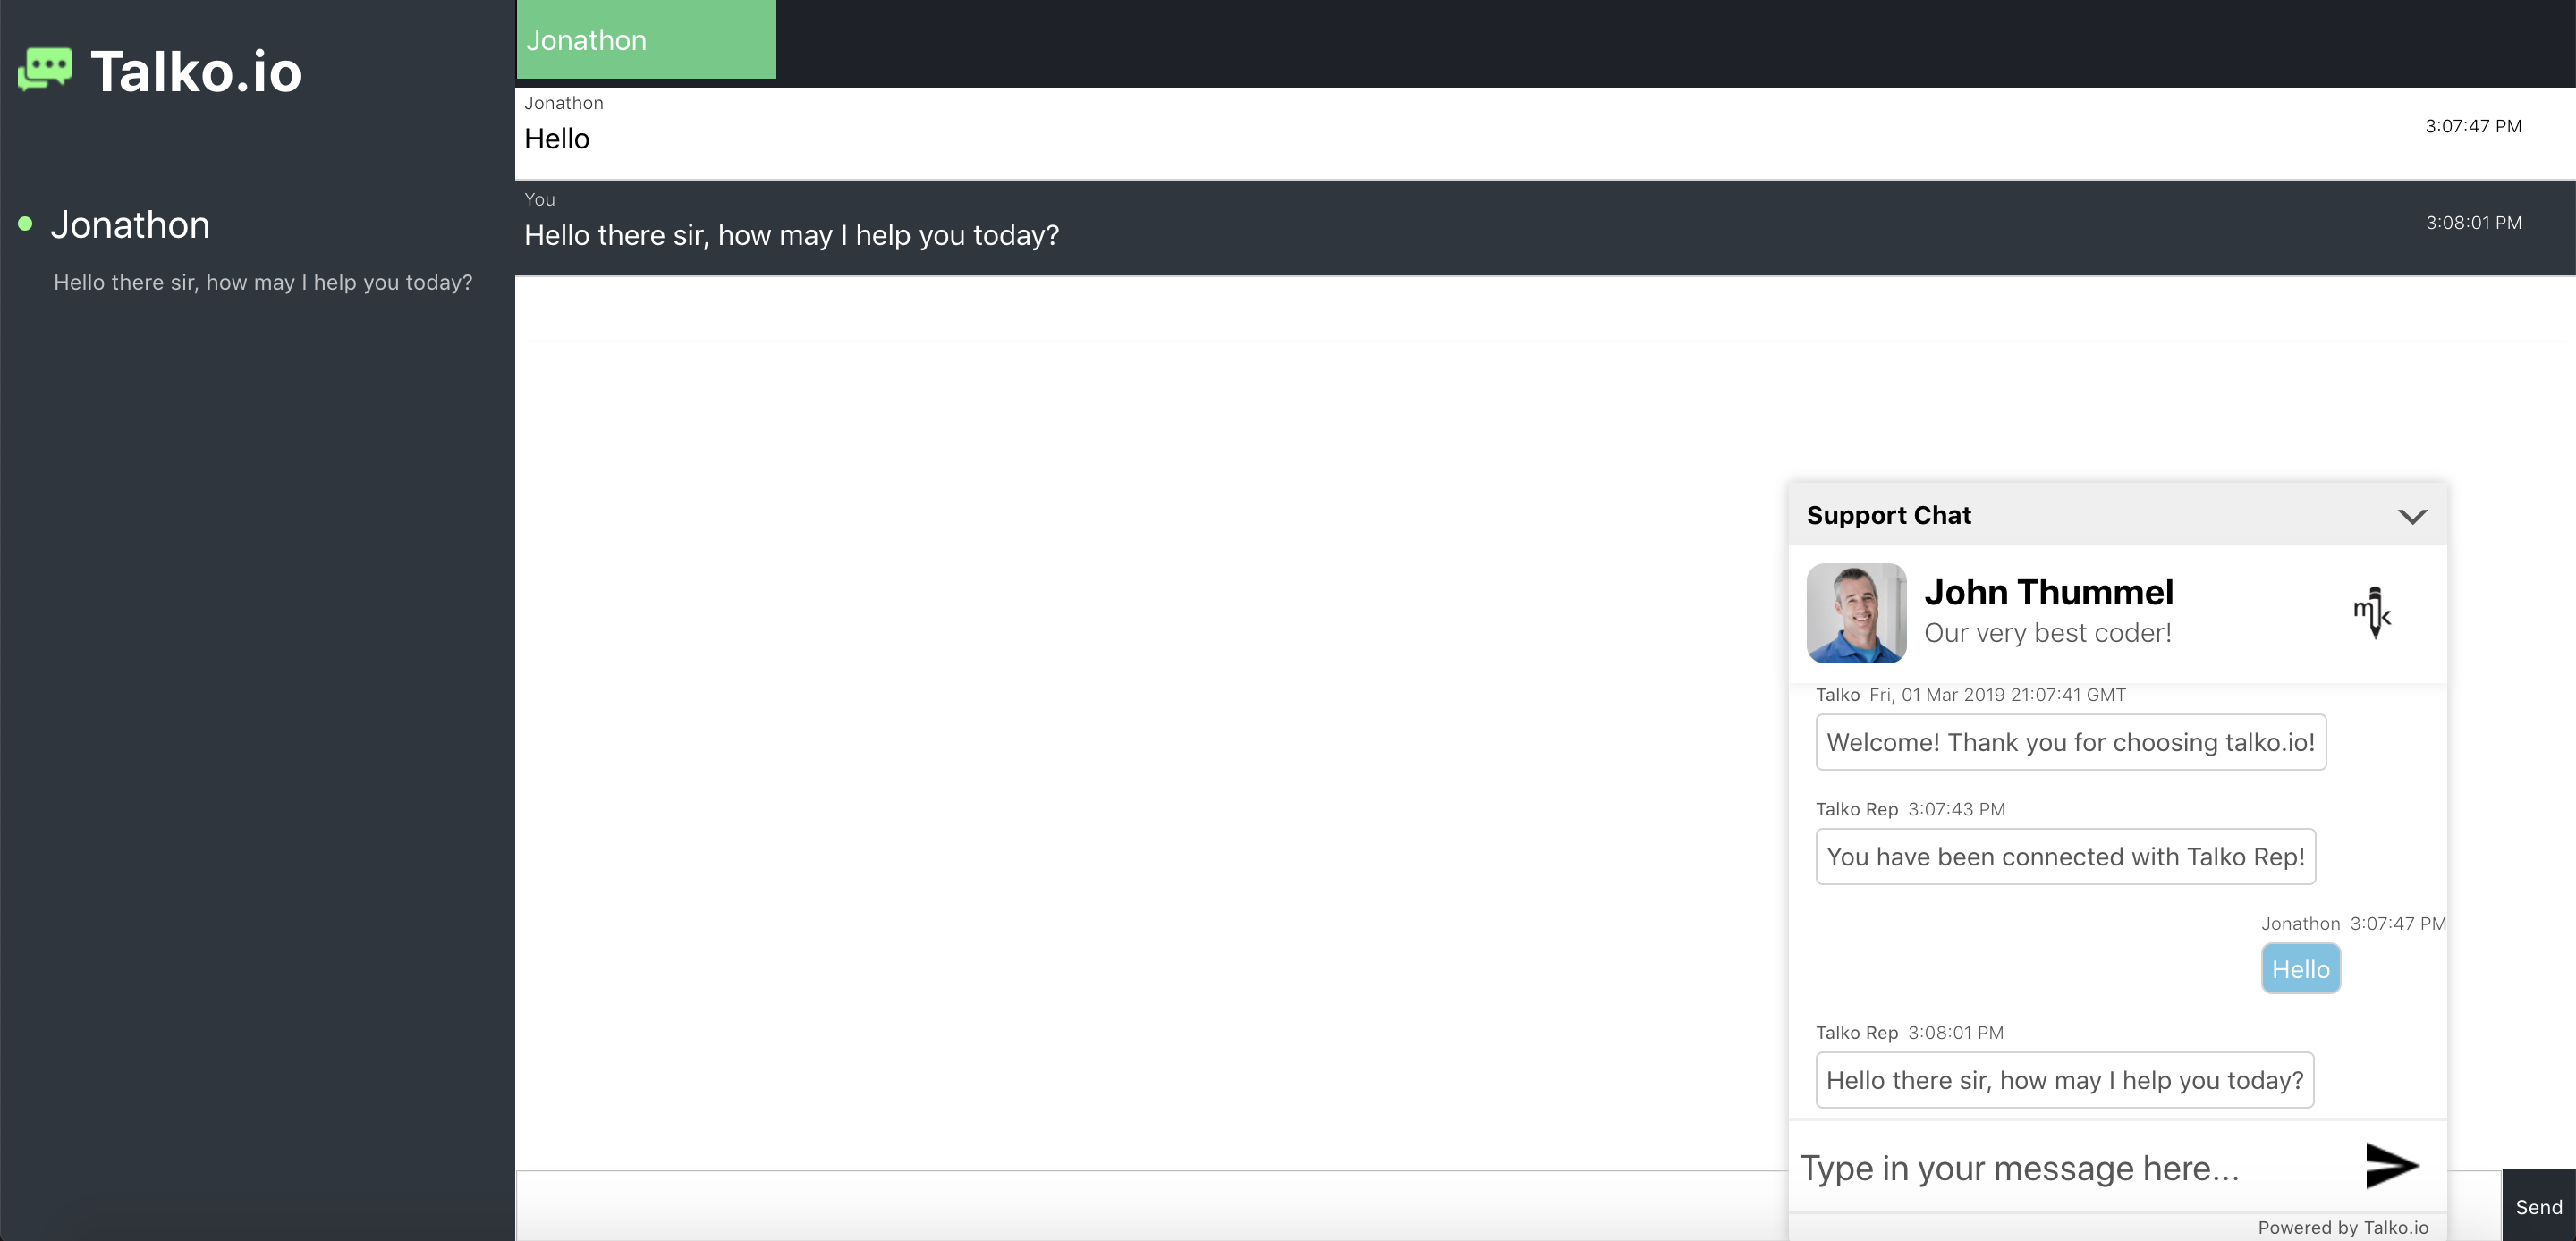 Talko.io
Jonathon
Hello there sir, how may I help you today?
Jonathon
Jonathon
Hello
3:07:47 PM
You
Hello there sir, how may I help you today?
3:08:01 PM
Support Chat
John Thummel
Our very best coder!
mk
Talko Fri, 01 Mar 2019 21:07:41 GMT
Welcome! Thank you for choosing talko.io!
Talko Rep 3:07:43 PM
You have been connected with Talko Rep!
Jonathon 3:07:47 PM
Hello
Talko Rep 3:08:01 PM
Hello there sir, how may I help you today?
Type in your message here...
Powered by Talko.io
Send